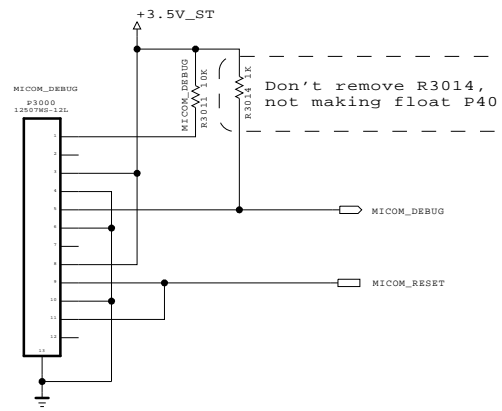 +3.5V_ST
MICOM_DEBUG
P3000
12507WS-12L
MICOM_DEBUG
R3011 10K
R3014 1K
Don't remove R3014,
not making float P40
1
2
3
4
5
6
7
8
9
10
11
12
13
MICOM_DEBUG
MICOM_RESET